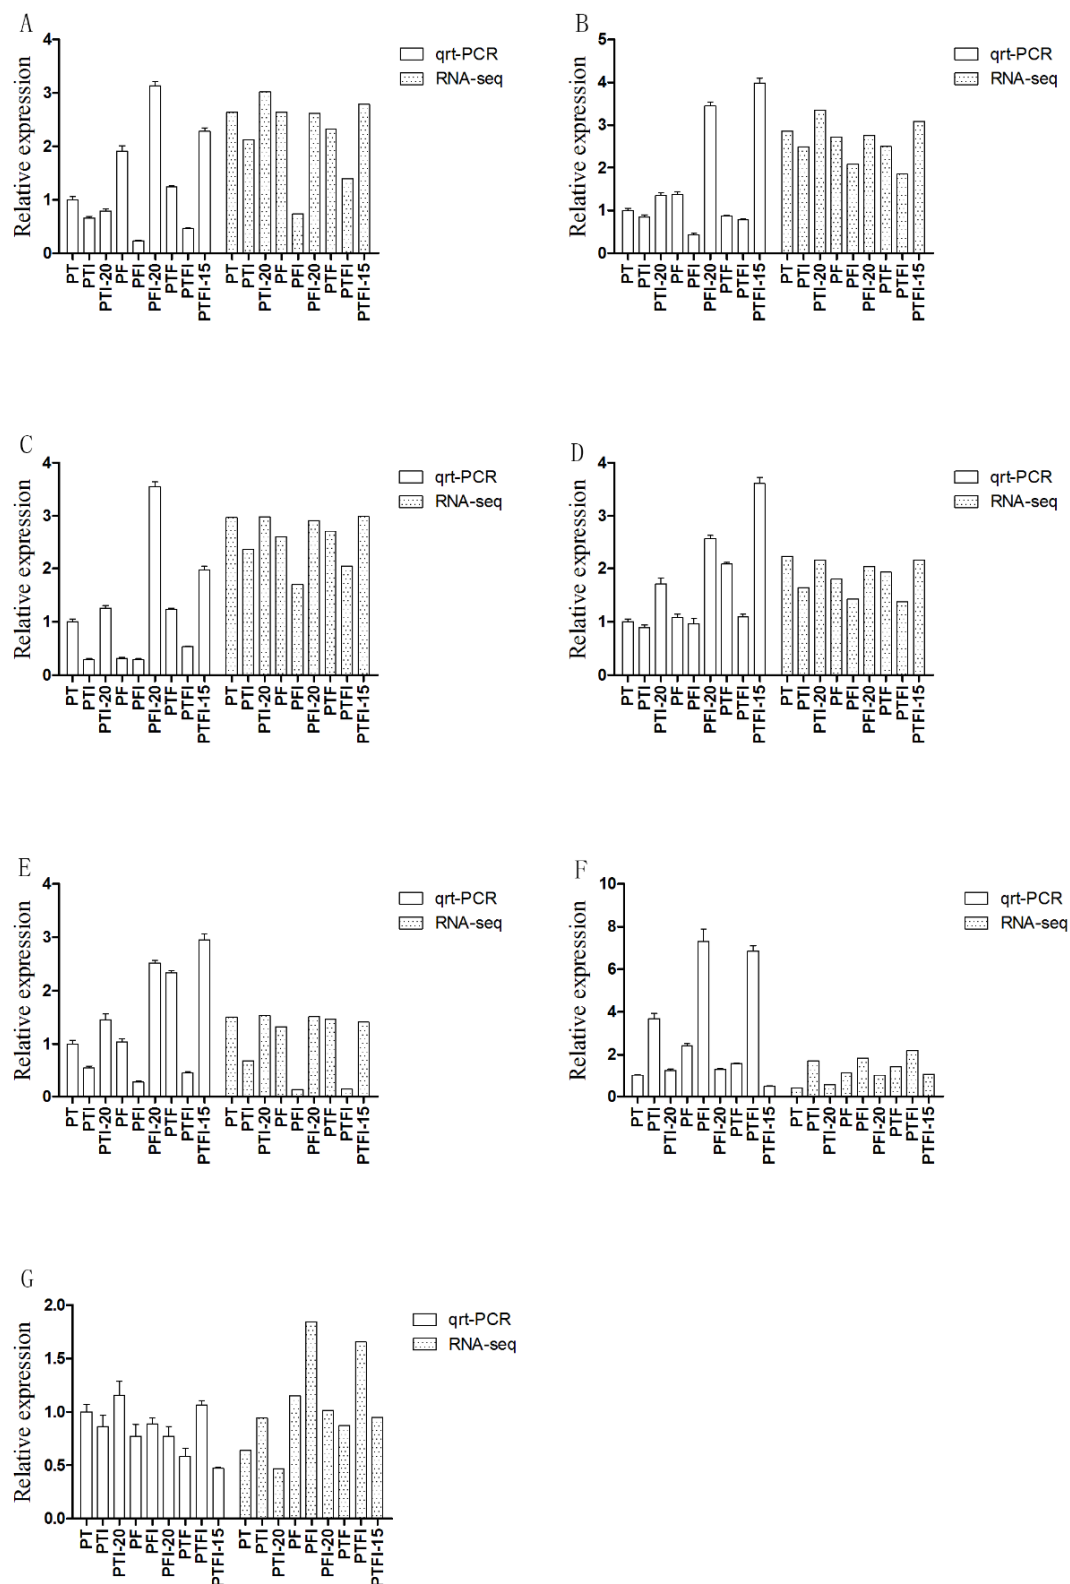 A
4
3
2
1
0
Relative expression
qrt-PCR
RNA-seq
PT
PTI
PTI-20
PF
PFI
PFI-20
PTF
PTFI
PTFI-15
PT
PTI
PTI-20
PF
PFI
PFI-20
PTF
PTFI
PTFI-15
B
5
4
3
2
1
0
Relative expression
qrt-PCR
RNA-seq
PT
PTI
PTI-20
PF
PFI
PFI-20
PTF
PTFI
PTFI-15
PT
PTI
PTI-20
PF
PFI
PFI-20
PTF
PTFI
PTFI-15
C
4
3
2
1
0
Relative expression
qrt-PCR
RNA-seq
PT
PTI
PTI-20
PF
PFI
PFI-20
PTF
PTFI
PTFI-15
PT
PTI
PTI-20
PF
PFI
PFI-20
PTF
PTFI
PTFI-15
D
4
3
2
1
0
Relative expression
qrt-PCR
RNA-seq
PT
PTI
PTI-20
PF
PFI
PFI-20
PTF
PTFI
PTFI-15
PT
PTI
PTI-20
PF
PFI
PFI-20
PTF
PTFI
PTFI-15
E
4
3
2
1
0
Relative expression
qrt-PCR
RNA-seq
PT
PTI
PTI-20
PF
PFI
PFI-20
PTF
PTFI
PTFI-15
PT
PTI
PTI-20
PF
PFI
PFI-20
PTF
PTFI
PTFI-15
F
10
8
6
4
2
0
Relative expression
qrt-PCR
RNA-seq
PT
PTI
PTI-20
PF
PFI
PFI-20
PTF
PTFI
PTFI-15
PT
PTI
PTI-20
PF
PFI
PFI-20
PTF
PTFI
PTFI-15
G
2.0
1.5
1.0
0.5
0.0
Relative expression
qrt-PCR
RNA-seq
PT
PTI
PTI-20
PF
PFI
PFI-20
PTF
PTFI
PTFI-15
PT
PTI
PTI-20
PF
PFI
PFI-20
PTF
PTFI
PTFI-15